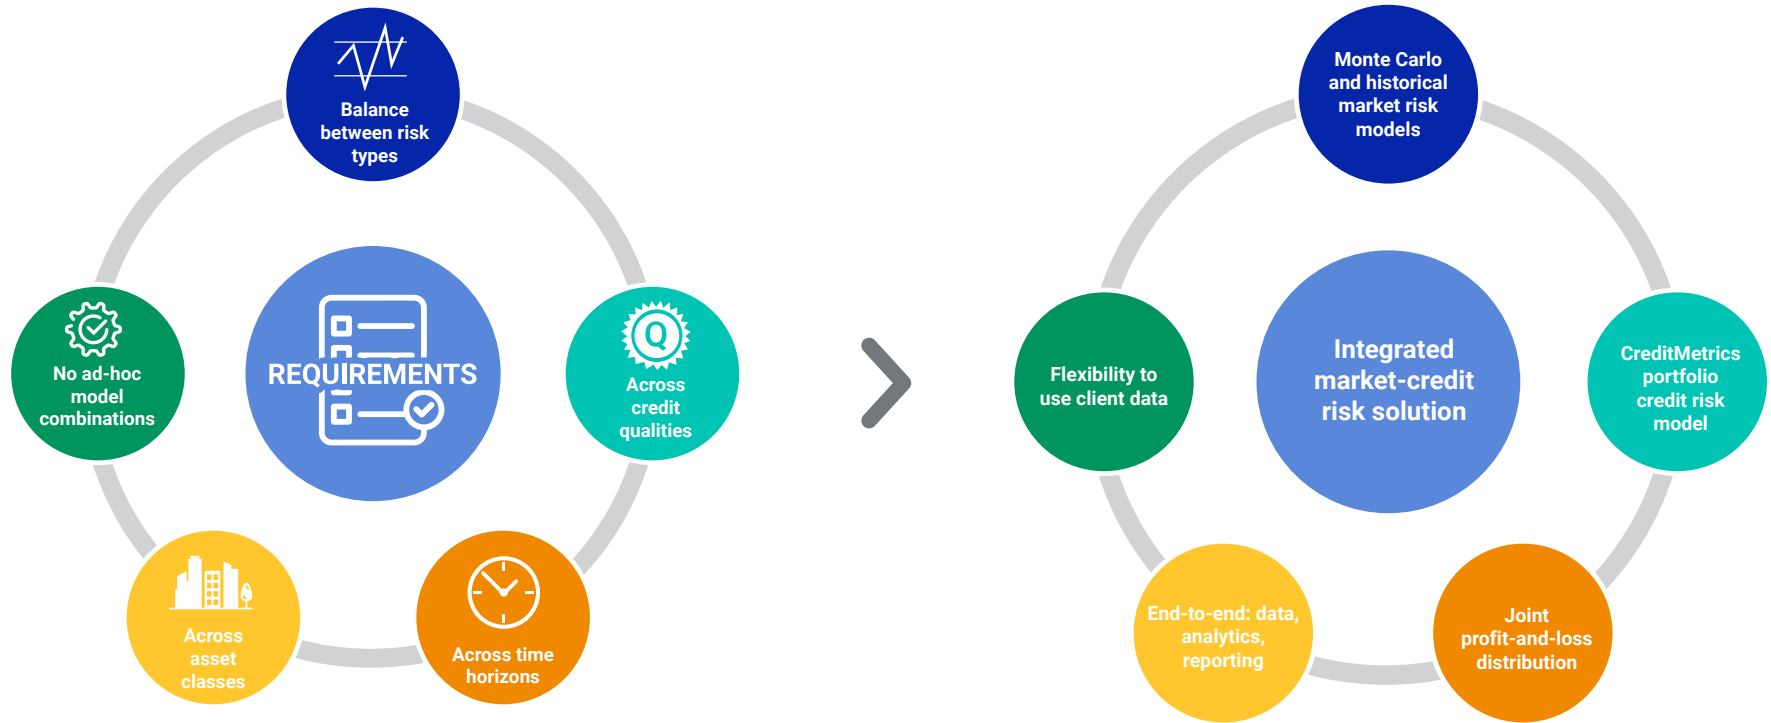 Balance
between risk
types
REQUIREMENTS
No ad-hoc
model
combinations
Q
Across
credit
qualities
Across
asset
classes
Across time
horizons
Monte Carlo
and historical
market risk
models
Integrated
market-credit
risk solution
Flexibility to
use client data
CreditMetrics
portfolio
credit risk
model
End-to-end: data,
analytics,
reporting
Joint
profit-and-loss
distribution